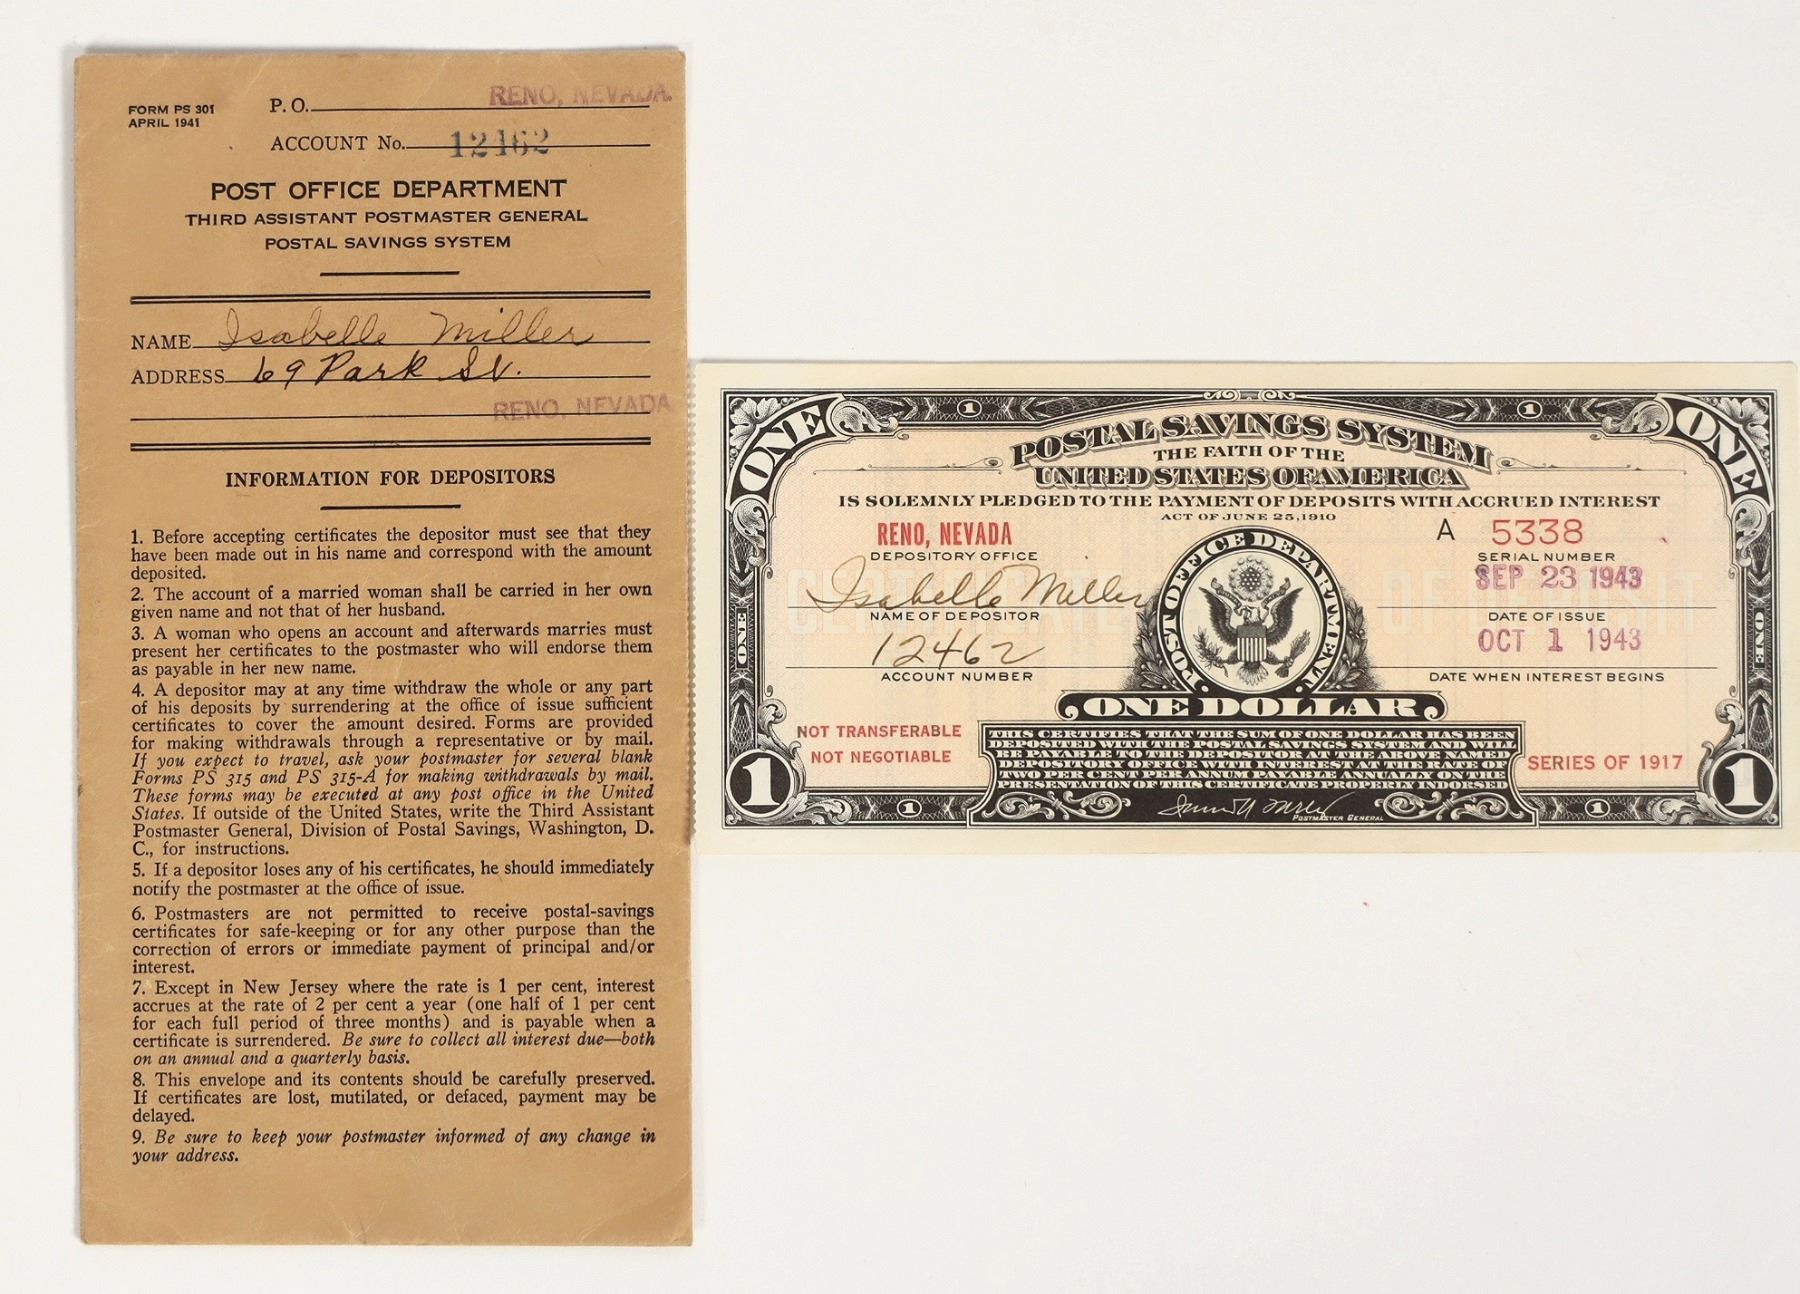 FORM PS 301
APRIL 1941
P. O. RENO, NEVADA.
ACCOUNT No. 12462
POST OFFICE DEPARTMENT
THIRD ASSISTANT POSTMASTER GENERAL
POSTAL SAVINGS SYSTEM
NAME Isabelle Miller
ADDRESS 69 Park St.
RENO, NEVADA
INFORMATION FOR DEPOSITORS
1. Before accepting certificates the depositor must see that they
have been made out in his name and correspond with the amount
deposited.
2. The account of a married woman shall be carried in her own
given name and not that of her husband.
3. A woman who opens an account and afterwards marries must
present her certificates to the postmaster who will endorse them
as payable in her new name.
4. A depositor may at any time withdraw the whole or any part
of his deposits by surrendering at the office of issue sufficient
certificates to cover the amount desired. Forms are provided
for making withdrawals through a representative or by mail.
If you expect to travel, ask your postmaster for several blank
Forms PS 315 and PS 315-A for making withdrawals by mail.
These forms may be executed at any post office in the United
States. If outside of the United States, write the Third Assistant
Postmaster General, Division of Postal Savings, Washington, D.
C., for instructions.
5. If a depositor loses any of his certificates, he should immediately
notify the postmaster at the office of issue.
6. Postmasters are not permitted to receive postal-savings
certificates for safe-keeping or for any other purpose than the
correction of errors or immediate payment of principal and/or
interest.
7. Except in New Jersey where the rate is 1 per cent, interest
accrues at the rate of 2 per cent a year (one half of 1 per cent
for each full period of three months) and is payable when a
certificate is surrendered. Be sure to collect all interest due—both
on an annual and a quarterly basis.
8. This envelope and its contents should be carefully preserved.
If certificates are lost, mutilated, or defaced, payment may be
delayed.
9. Be sure to keep your postmaster informed of any change in
your address.
ONE 1 1 ONE
POSTAL SAVINGS SYSTEM
THE FAITH OF THE
UNITED STATES OF AMERICA
IS SOLEMNLY PLEDGED TO THE PAYMENT OF DEPOSITS WITH ACCRUED INTEREST
ACT OF JUNE 25, 1910
RENO, NEVADA
DEPOSITORY OFFICE
A 5338
SERIAL NUMBER
CERTIFICATE OF DEPOSIT
Isabelle Miller
NAME OF DEPOSITOR
SEP 23 1943
DATE OF ISSUE
12462
ACCOUNT NUMBER
OCT 1 1943
DATE WHEN INTEREST BEGINS
POST OFFICE DEPARTMENT
ONE
ONE
ONE DOLLAR
NOT TRANSFERABLE
NOT NEGOTIABLE
THIS CERTIFIES THAT THE SUM OF ONE DOLLAR HAS BEEN
DEPOSITED WITH THE POSTAL SAVINGS SYSTEM AND WILL
BE PAYABLE TO THE DEPOSITOR AT THE ABOVE NAMED
DEPOSITORY OFFICE WITH INTEREST AT THE RATE OF
TWO PER CENT PER ANNUM PAYABLE ANNUALLY ON THE
PRESENTATION OF THIS CERTIFICATE PROPERLY INDORSED
SERIES OF 1917
POSTMASTER GENERAL
1 1 1 1